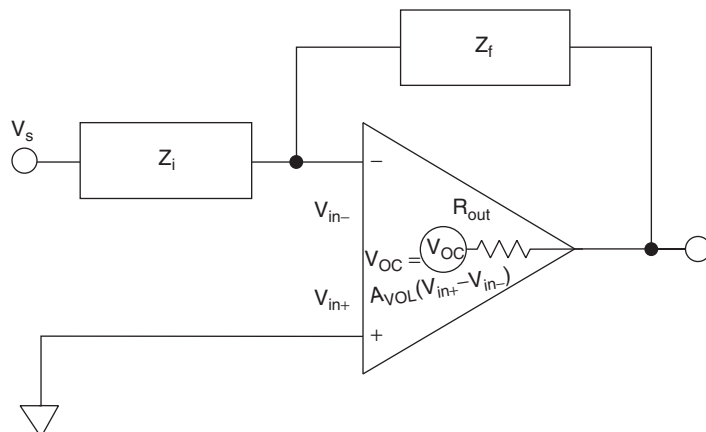 Z_f
V_s
Z_i
−
V_in−
R_out
V_OC = V_OC
V_in+
A_VOL(V_in+−V_in−)
+